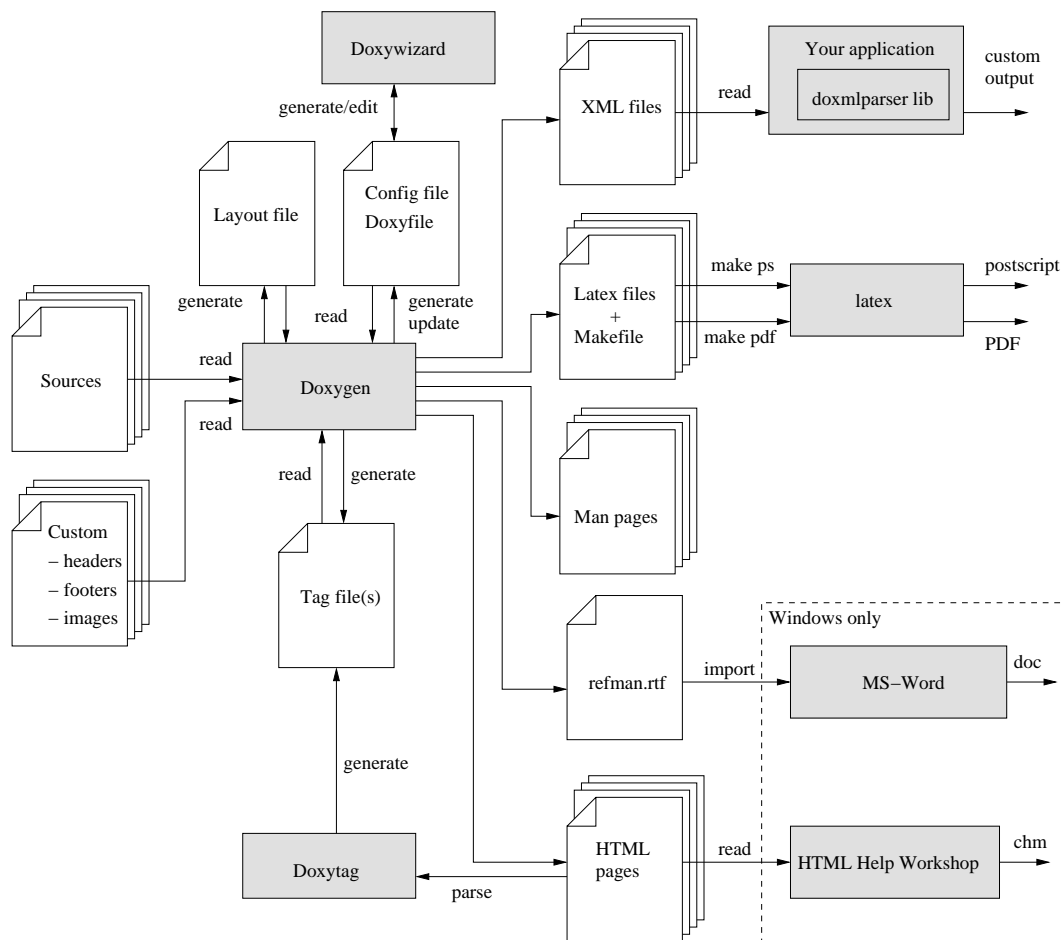 Doxywizard
Your application
doxmlparser lib
custom
output
XML files
read
generate/edit
Layout file
Config file
Doxyfile
generate
read
generate
update
make ps
postscript
Latex files
+
Makefile
latex
make pdf
PDF
Sources
read
Doxygen
read
read
generate
Man pages
Custom
– headers
– footers
– images
Tag file(s)
Windows only
refman.rtf
import
MS–Word
doc
generate
HTML
pages
read
HTML Help Workshop
chm
Doxytag
parse